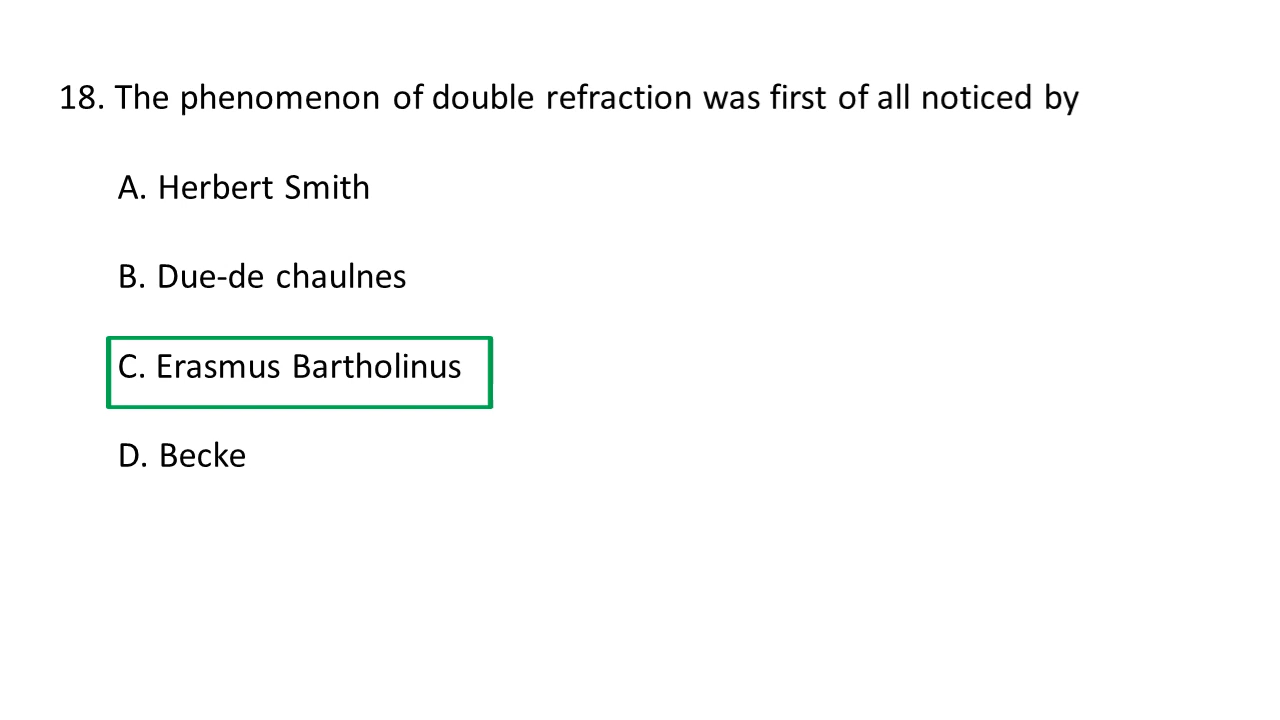 18. The phenomenon of double refraction was first of all noticed by
A. Herbert Smith
B. Due-de chaulnes
C. Erasmus Bartholinus
D. Becke